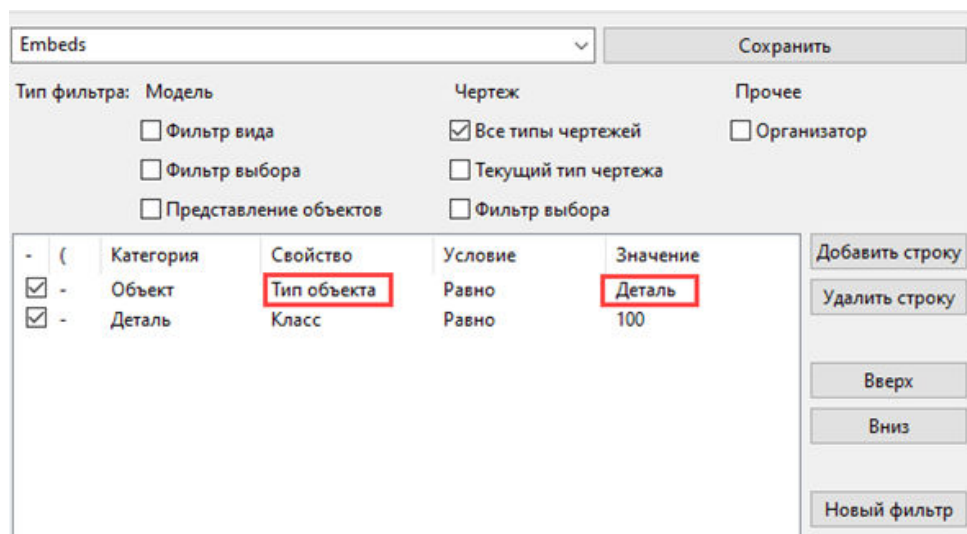 Embeds Сохранить
Тип фильтра: Модель Чертеж Прочее
Фильтр вида Все типы чертежей Организатор
Фильтр выбора Текущий тип чертежа
Представление объектов Фильтр выбора
- ( Категория Свойство Условие Значение Добавить строку
- Объект Тип объекта Равно Деталь Удалить строку
- Деталь Класс Равно 100
Вверх
Вниз
Новый фильтр